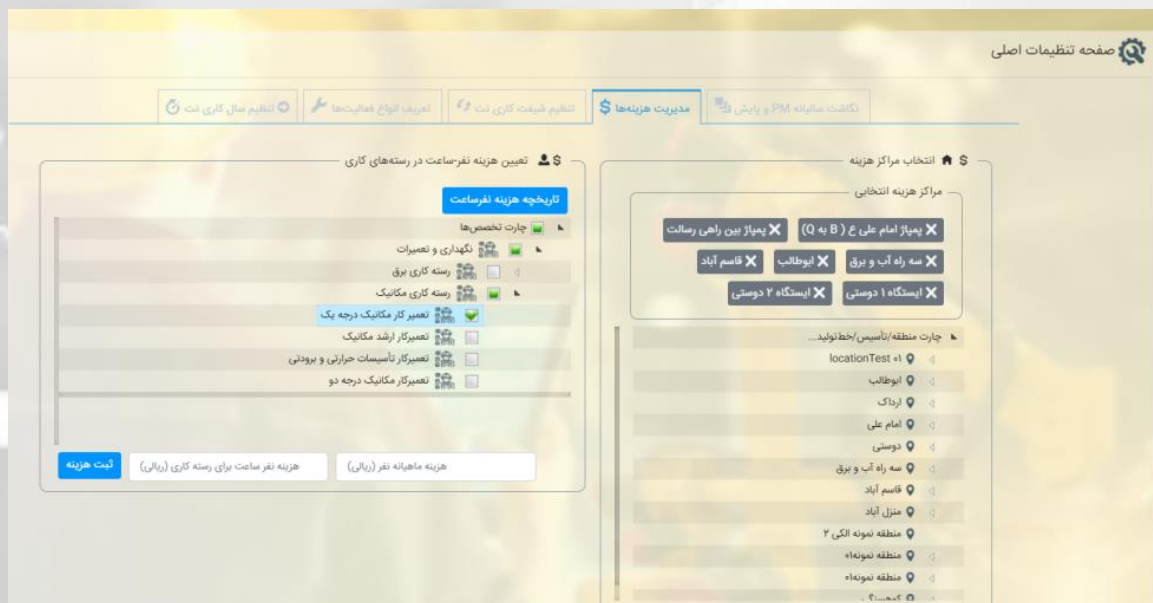 صفحه تنظیمات اصلی
نگاشت سالیانه PM و پایش
مدیریت هزینه‌ها
تنظیم شیفت کاری نت
تعریف انواع فعالیت‌ها
تنظیم سال کاری نت
انتخاب مراکز هزینه
مراکز هزینه انتخابی
پمپاژ امام علی ع ( B به Q)
پمپاژ بین راهی رسالت
سه راه آب و برق
ابوطالب
قاسم آباد
ایستگاه ۱ دوستی
ایستگاه ۲ دوستی
چارت منطقه/تأسیس/خط‌تولید...
locationTest ۰۱
ابوطالب
ارداک
امام علی
دوستی
سه راه آب و برق
قاسم آباد
منزل آباد
منطقه نمونه الکی ۲
منطقه نمونه۰۱
منطقه نمونه۰۱
تعیین هزینه نفر-ساعت در رسته‌های کاری
تاریخچه هزینه نفرساعت
چارت تخصص‌ها
نگهداری و تعمیرات
رسته کاری برق
رسته کاری مکانیک
تعمیر کار مکانیک درجه یک
تعمیرکار ارشد مکانیک
تعمیرکار تأسیسات حرارتی و برودتی
تعمیرکار مکانیک درجه دو
هزینه ماهیانه نفر (ریالی)
هزینه نفر ساعت برای رسته کاری (ریالی)
ثبت هزینه